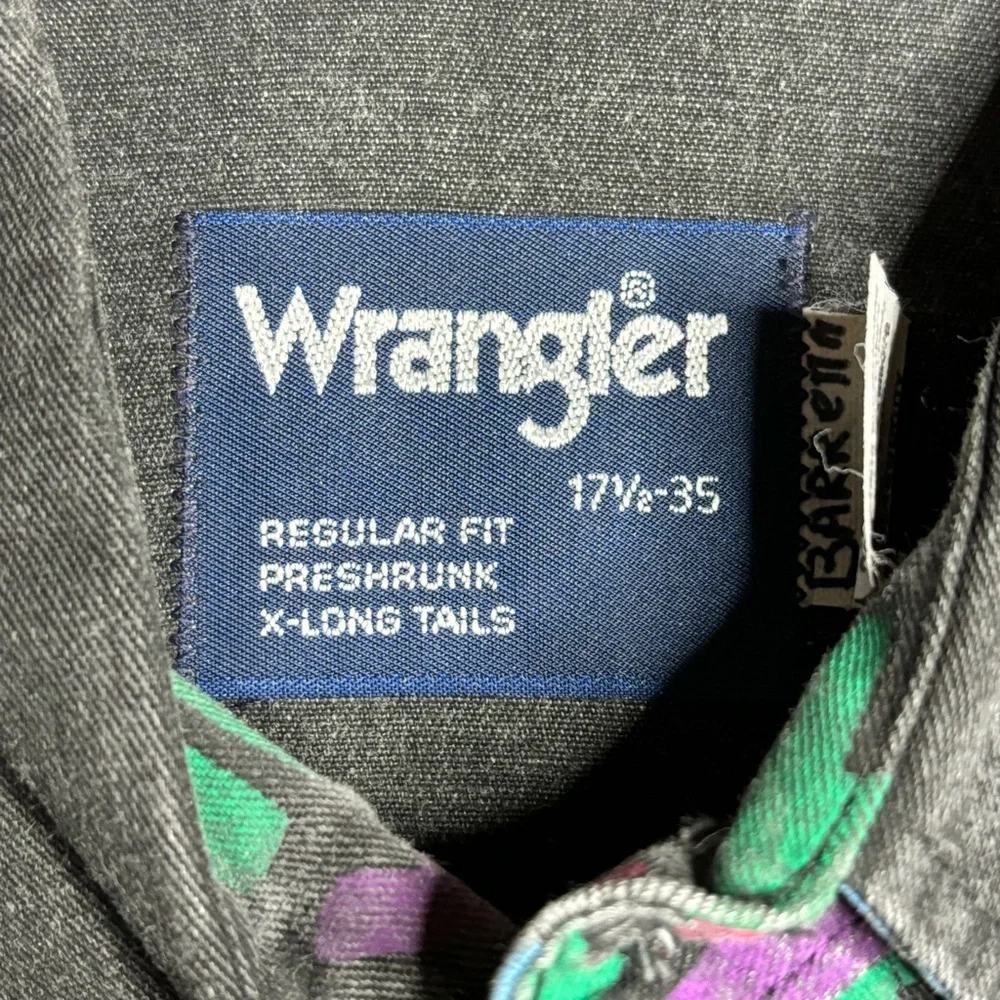 Wrangler®
17½-35
REGULAR FIT
PRESHRUNK
X-LONG TAILS